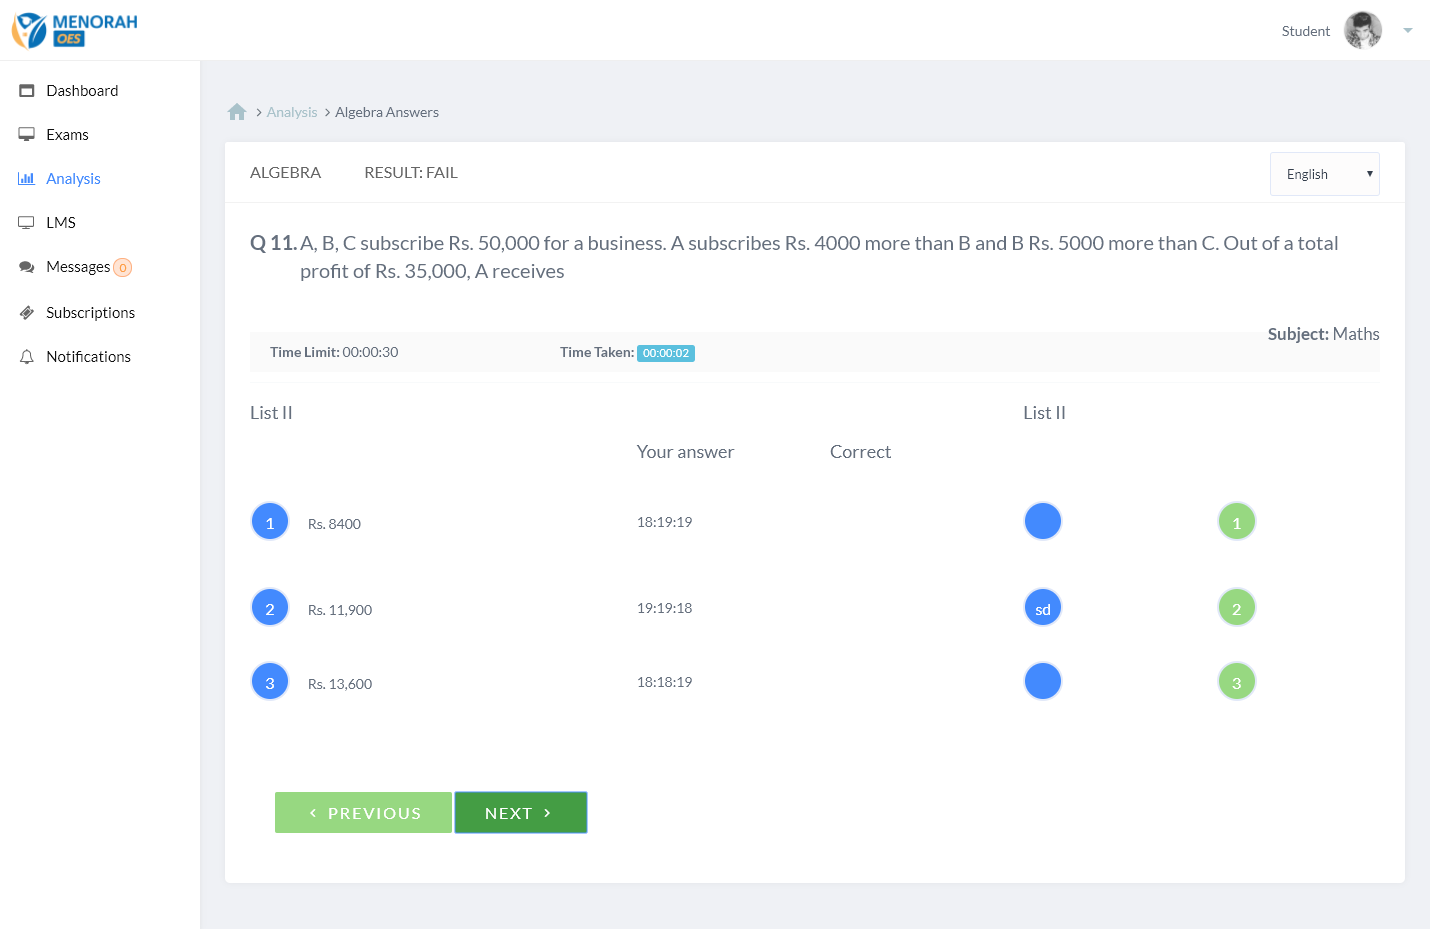 MENORAH
OES
Student
Dashboard
Exams
Analysis
LMS
Messages 0
Subscriptions
Notifications
Analysis Algebra Answers
ALGEBRA RESULT: FAIL
English
Q 11. A, B, C subscribe Rs. 50,000 for a business. A subscribes Rs. 4000 more than B and B Rs. 5000 more than C. Out of a total
profit of Rs. 35,000, A receives
Subject: Maths
Time Limit: 00:00:30 Time Taken: 00:00:02
List II List II
Your answer Correct
1 Rs. 8400 18:19:19 1
2 Rs. 11,900 19:19:18 sd 2
3 Rs. 13,600 18:18:19 3
PREVIOUS NEXT